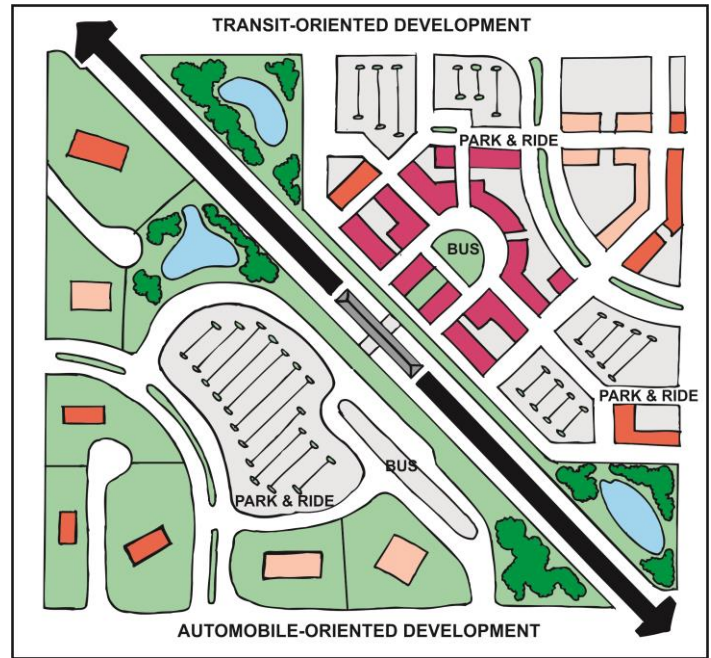 TRANSIT-ORIENTED DEVELOPMENT
PARK & RIDE
BUS
PARK & RIDE
BUS
PARK & RIDE
AUTOMOBILE-ORIENTED DEVELOPMENT